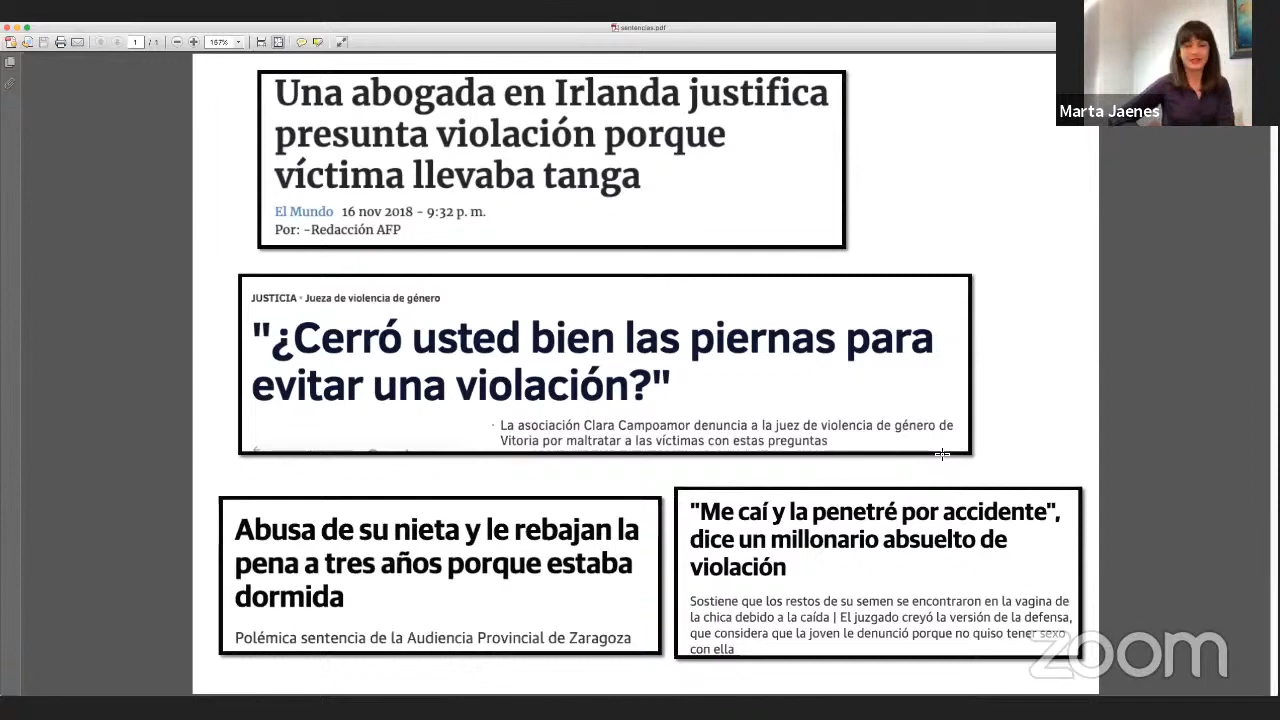 sentencias.pdf
1 / 1
167%
Marta Jaenes
Una abogada en Irlanda justifica
presunta violación porque
víctima llevaba tanga
El Mundo 16 nov 2018 - 9:32 p. m.
Por: -Redacción AFP
JUSTICIA · Jueza de violencia de género
"¿Cerró usted bien las piernas para
evitar una violación?"
· La asociación Clara Campoamor denuncia a la juez de violencia de género de
Vitoria por maltratar a las víctimas con estas preguntas
Abusa de su nieta y le rebajan la
pena a tres años porque estaba
dormida
Polémica sentencia de la Audiencia Provincial de Zaragoza
"Me caí y la penetré por accidente",
dice un millonario absuelto de
violación
Sostiene que los restos de su semen se encontraron en la vagina de
la chica debido a la caída | El juzgado creyó la versión de la defensa,
que considera que la joven le denunció porque no quiso tener sexo
con ella
zoom